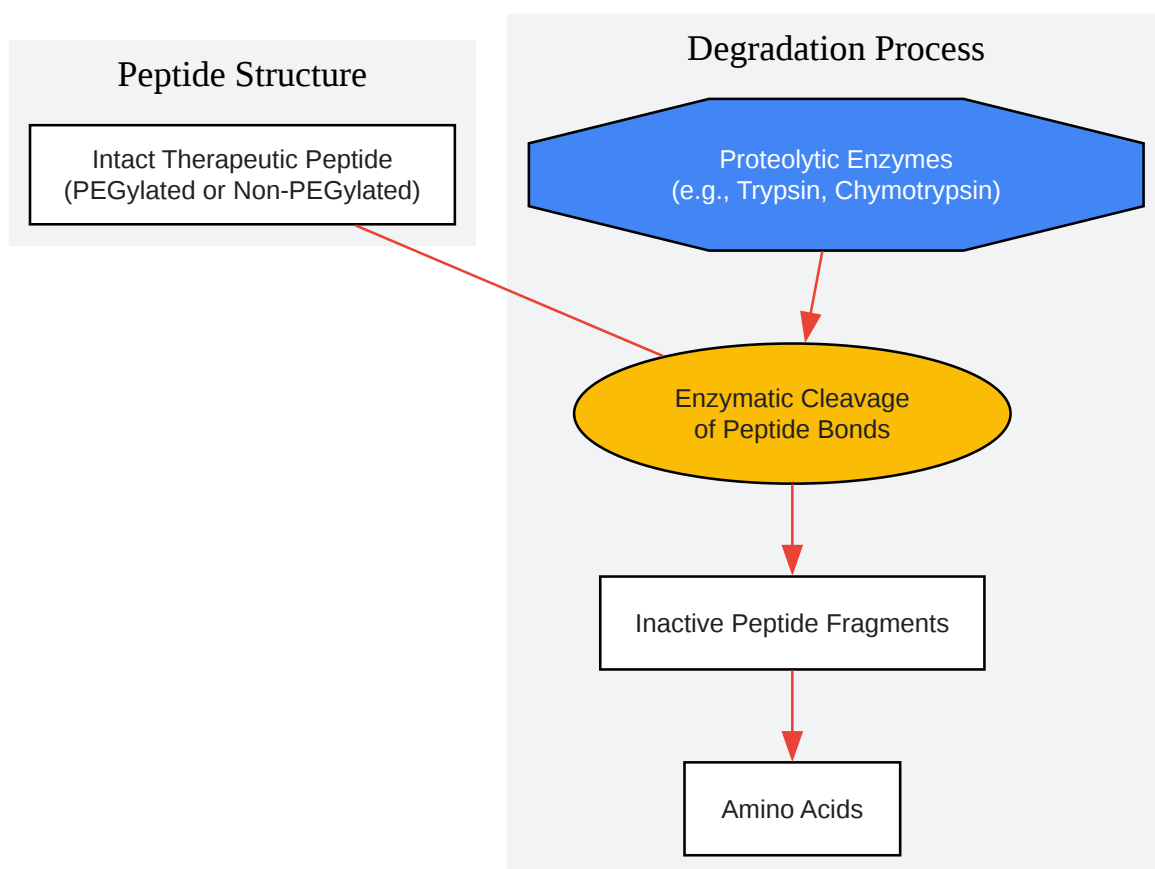 Peptide Structure
Intact Therapeutic Peptide
(PEGylated or Non-PEGylated)
Degradation Process
Proteolytic Enzymes
(e.g., Trypsin, Chymotrypsin)
Enzymatic Cleavage
of Peptide Bonds
Inactive Peptide Fragments
Amino Acids